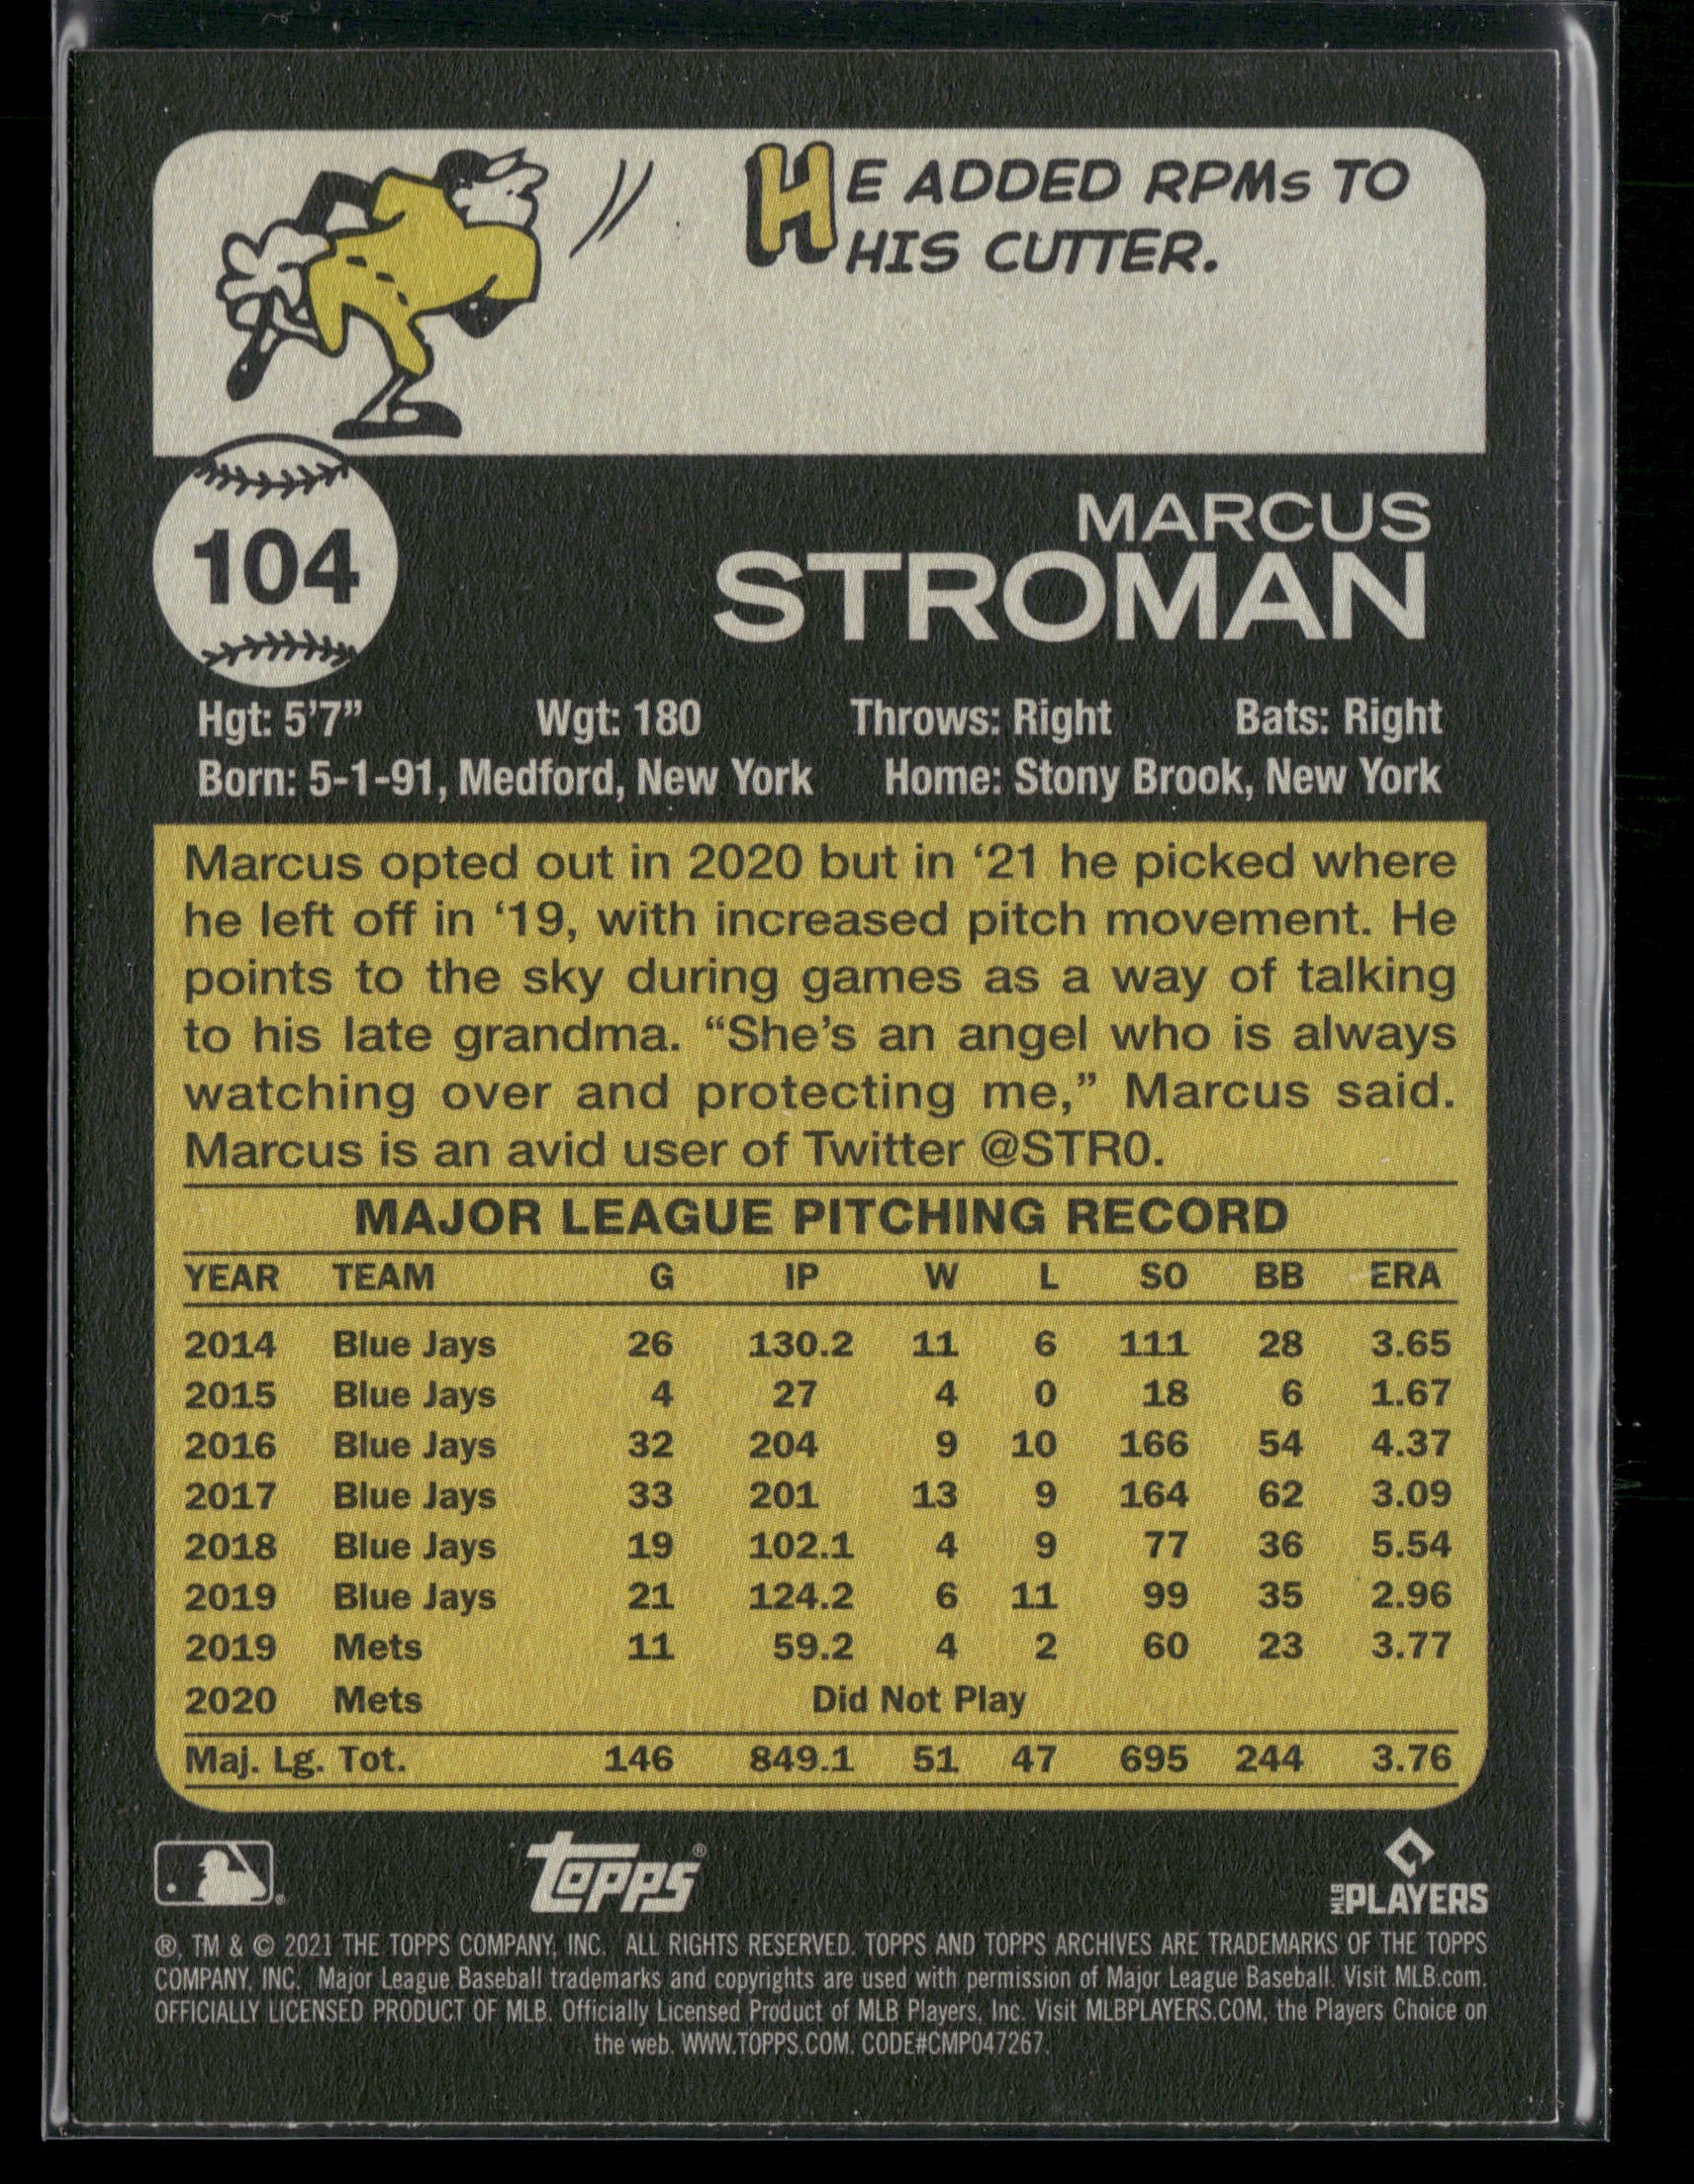 HE ADDED RPMs TO
HIS CUTTER.
104
MARCUS
STROMAN
Hgt: 5'7” Wgt: 180 Throws: Right Bats: Right
Born: 5-1-91, Medford, New York Home: Stony Brook, New York
Marcus opted out in 2020 but in ‘21 he picked where
he left off in ‘19, with increased pitch movement. He
points to the sky during games as a way of talking
to his late grandma. “She’s an angel who is always
watching over and protecting me,” Marcus said.
Marcus is an avid user of Twitter @STR0.
MAJOR LEAGUE PITCHING RECORD
YEAR TEAM G IP W L SO BB ERA
2014 Blue Jays 26 130.2 11 6 111 28 3.65
2015 Blue Jays 4 27 4 0 18 6 1.67
2016 Blue Jays 32 204 9 10 166 54 4.37
2017 Blue Jays 33 201 13 9 164 62 3.09
2018 Blue Jays 19 102.1 4 9 77 36 5.54
2019 Blue Jays 21 124.2 6 11 99 35 2.96
2019 Mets 11 59.2 4 2 60 23 3.77
2020 Mets Did Not Play
Maj. Lg. Tot. 146 849.1 51 47 695 244 3.76
topps®
MLB PLAYERS
®, TM & © 2021 THE TOPPS COMPANY, INC. ALL RIGHTS RESERVED. TOPPS AND TOPPS ARCHIVES ARE TRADEMARKS OF THE TOPPS
COMPANY, INC. Major League Baseball trademarks and copyrights are used with permission of Major League Baseball. Visit MLB.com.
OFFICIALLY LICENSED PRODUCT OF MLB. Officially Licensed Product of MLB Players, Inc. Visit MLBPLAYERS.COM, the Players Choice on
the web. WWW.TOPPS.COM. CODE#CMP047267.